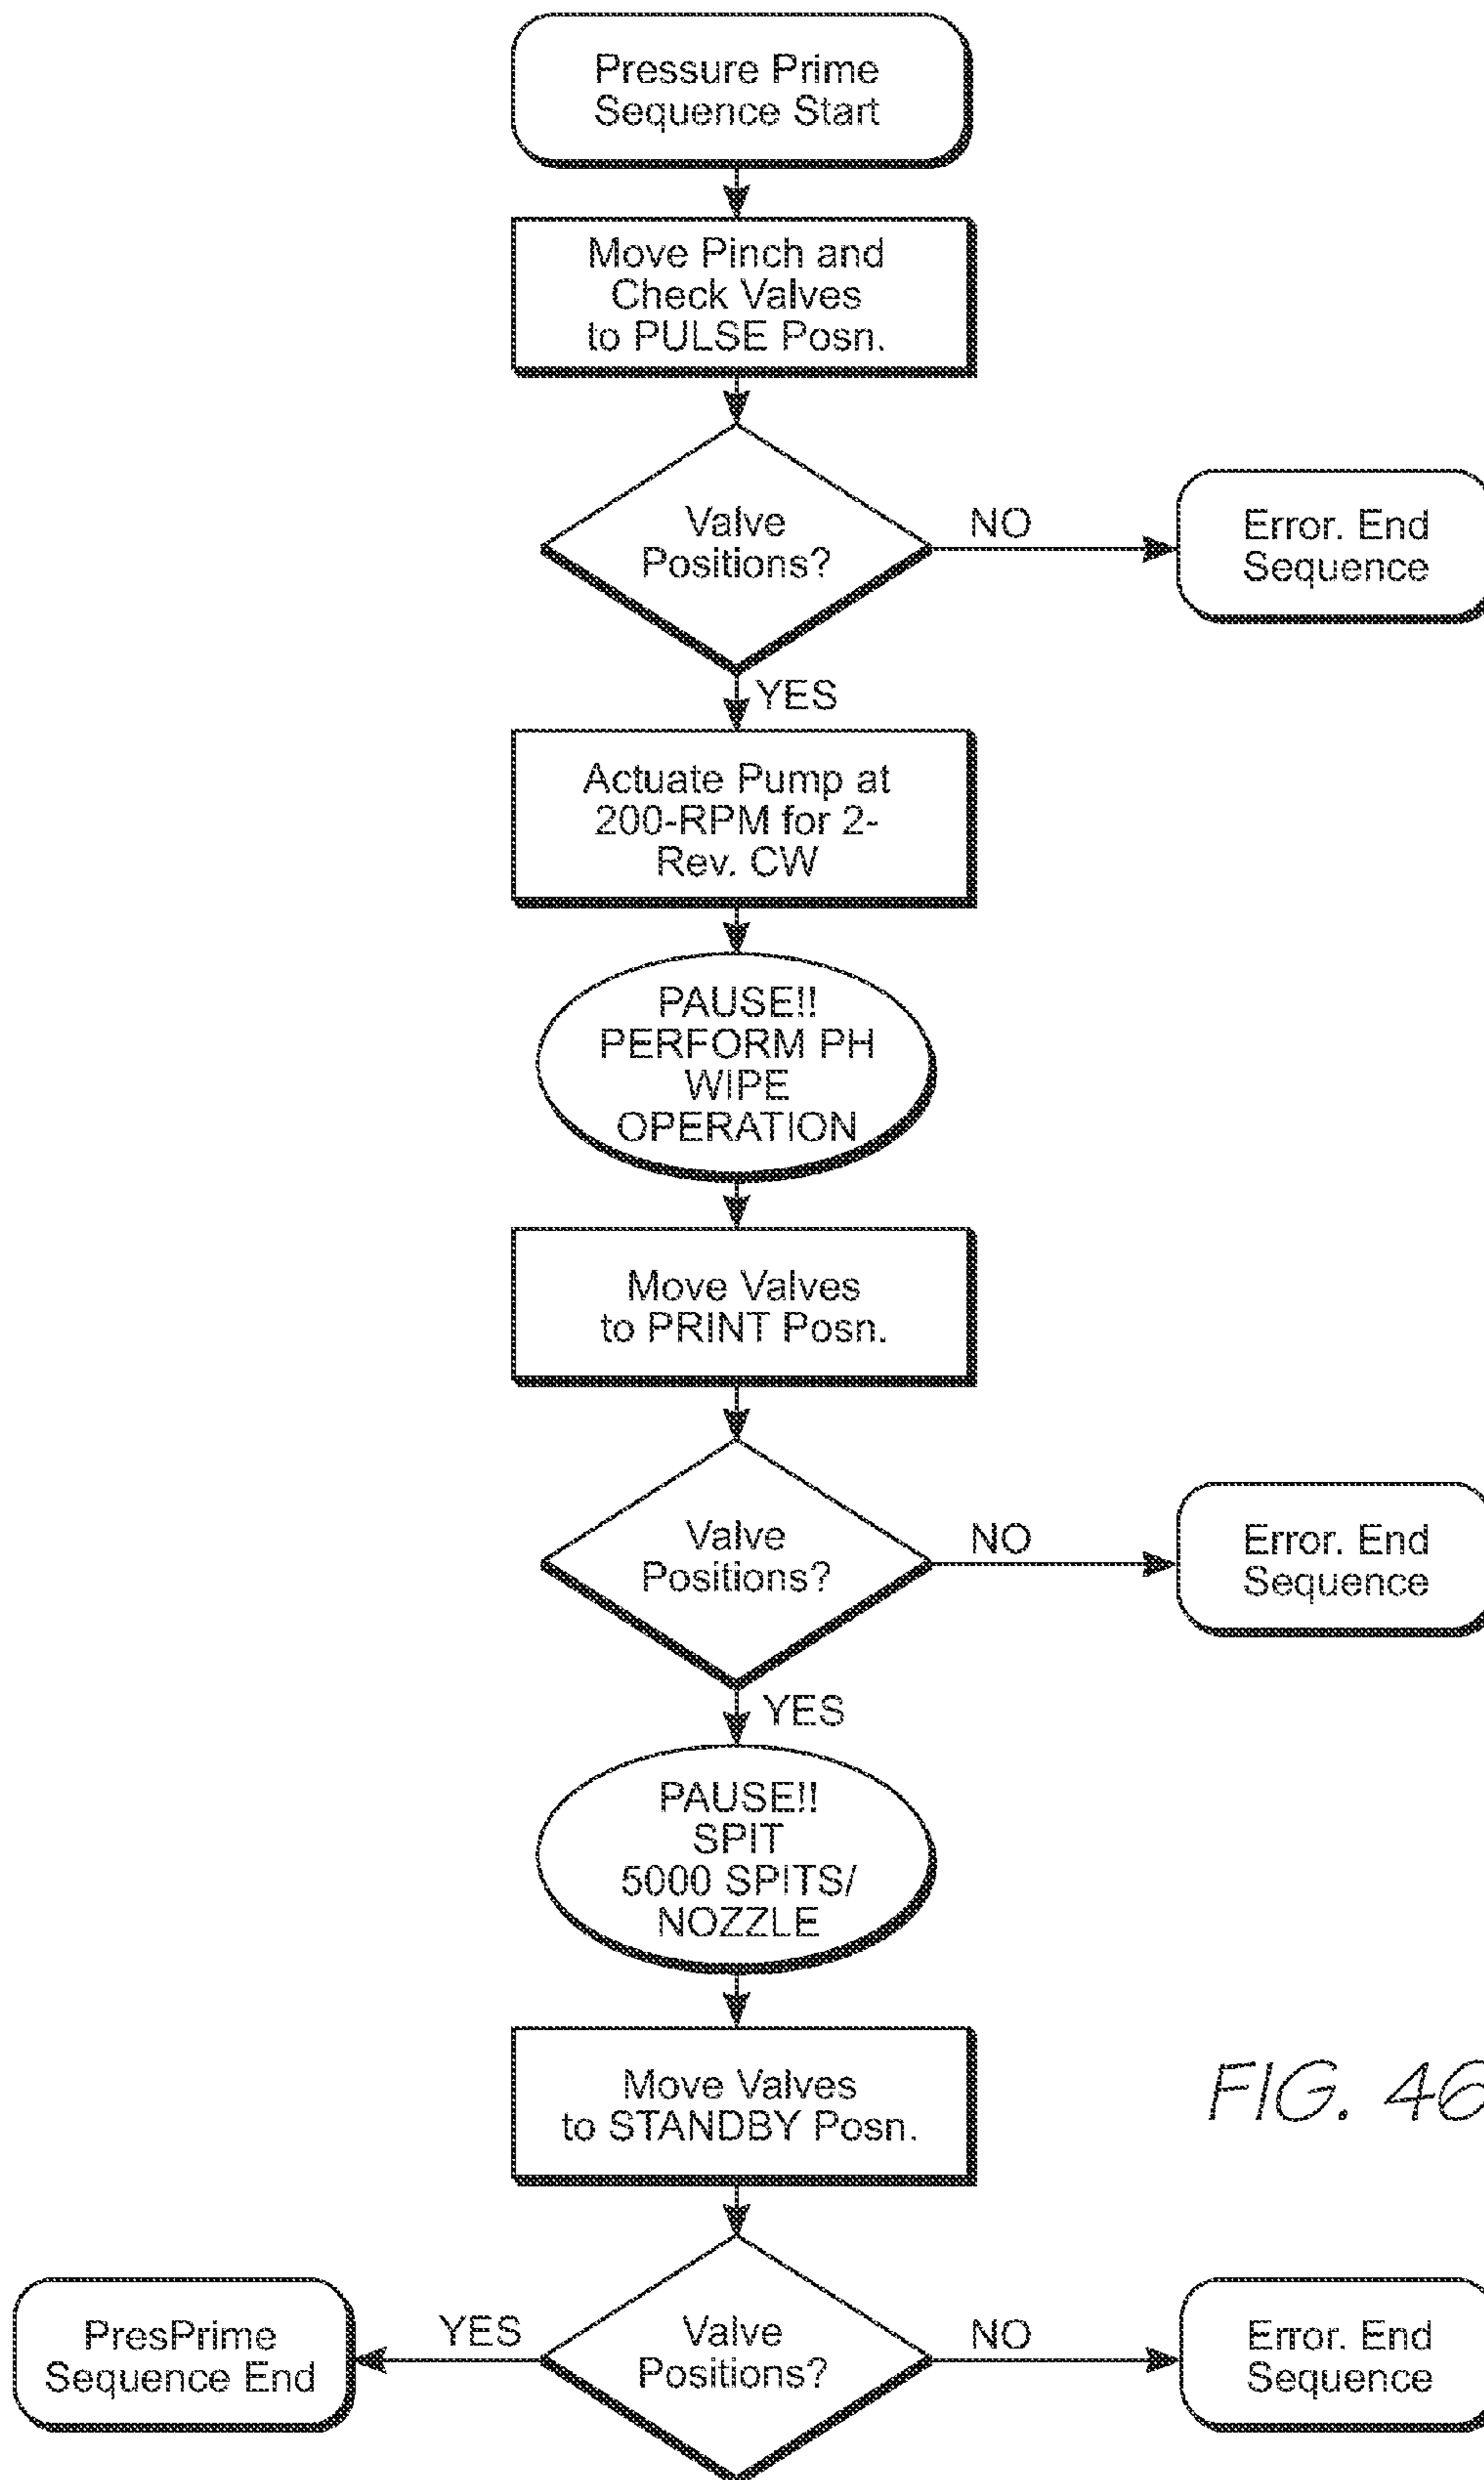 Pressure Prime
Sequence Start
Move Pinch and
Check Valves
to PULSE Posn.
Valve
Positions?
NO
Error. End
Sequence
YES
Actuate Pump at
200-RPM for 2-
Rev. CW
PAUSE!!
PERFORM PH
WIPE
OPERATION
Move Valves
to PRINT Posn.
Valve
Positions?
NO
Error. End
Sequence
YES
PAUSE!!
SPIT
5000 SPITS/
NOZZLE
Move Valves
to STANDBY Posn.
FIG. 46
PresPrime
Sequence End
YES
Valve
Positions?
NO
Error. End
Sequence